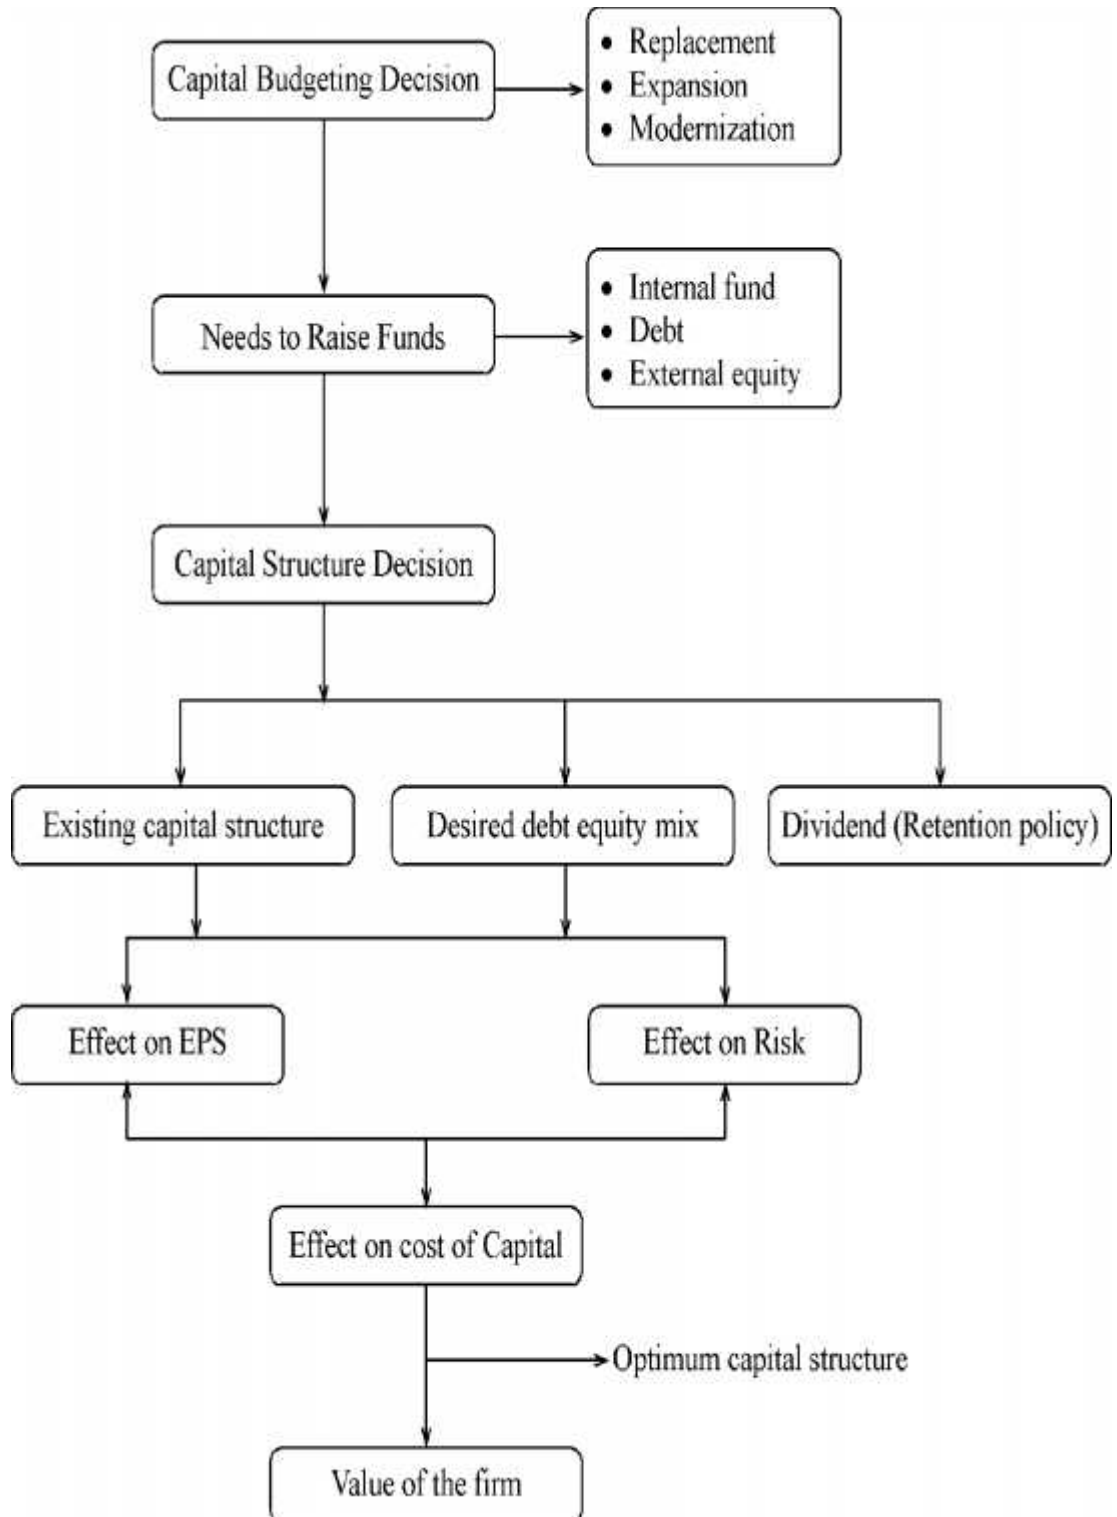 Capital Budgeting Decision
• Replacement
• Expansion
• Modernization
Needs to Raise Funds
• Internal fund
• Debt
• External equity
Capital Structure Decision
Existing capital structure
Desired debt equity mix
Dividend (Retention policy)
Effect on EPS
Effect on Risk
Effect on cost of Capital
Optimum capital structure
Value of the firm